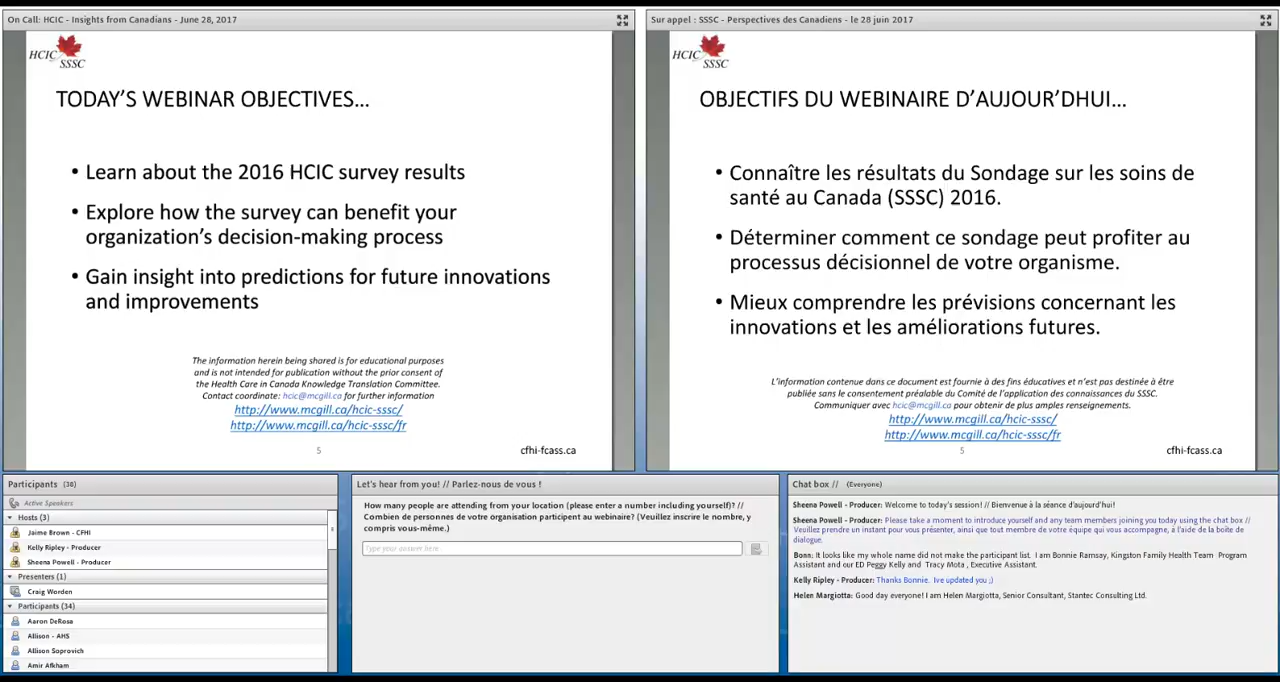 On Call: HCIC - Insights from Canadians - June 28, 2017
HCIC
SSSC
TODAY'S WEBINAR OBJECTIVES...
• Learn about the 2016 HCIC survey results
• Explore how the survey can benefit your
organization's decision-making process
• Gain insight into predictions for future innovations
and improvements
The information herein being shared is for educational purposes
and is not intended for publication without the prior consent of
the Health Care in Canada Knowledge Translation Committee.
Contact coordinate: hcic@mcgill.ca for further information
http://www.mcgill.ca/hcic-sssc/
http://www.mcgill.ca/hcic-sssc/fr
5
cfhi-fcass.ca
Sur appel : SSSC - Perspectives des Canadiens - le 28 juin 2017
HCIC
SSSC
OBJECTIFS DU WEBINAIRE D'AUJOUR'DHUI...
• Connaître les résultats du Sondage sur les soins de
santé au Canada (SSSC) 2016.
• Déterminer comment ce sondage peut profiter au
processus décisionnel de votre organisme.
• Mieux comprendre les prévisions concernant les
innovations et les améliorations futures.
L'information contenue dans ce document est fournie à des fins éducatives et n'est pas destinée à être
publiée sans le consentement préalable du Comité de l'application des connaissances du SSSC.
Communiquer avec hcic@mcgill.ca pour obtenir de plus amples renseignements.
http://www.mcgill.ca/hcic-sssc/
http://www.mcgill.ca/hcic-sssc/fr
5
cfhi-fcass.ca
Participants (38)
Active Speakers
Hosts (3)
Jaime Brown - CFHI
Kelly Ripley - Producer
Sheena Powell - Producer
Presenters (1)
Craig Worden
Participants (34)
Aaron DeRosa
Allison - AHS
Allison Soprovich
Amir Afkham
Let's hear from you! // Parlez-nous de vous !
How many people are attending from your location (please enter a number including yourself)? //
Combien de personnes de votre organisation participent au webinaire? (Veuillez inscrire le nombre, y
compris vous-même.)
Type your answer here.
Chat box // (Everyone)
Sheena Powell - Producer: Welcome to today's session! // Bienvenue à la séance d'aujourd'hui!
Sheena Powell - Producer: Please take a moment to introduce yourself and any team members joining you today using the chat box //
Veuillez prendre un instant pour vous présenter, ainsi que tout membre de votre équipe qui vous accompagne, à l'aide de la boîte de
dialogue.
Bonn: It looks like my whole name did not make the participant list. I am Bonnie Ramsay, Kingston Family Health Team Program
Assistant and our ED Peggy Kelly and Tracy Mota , Executive Assistant.
Kelly Ripley - Producer: Thanks Bonnie. Ive updated you ;)
Helen Margiotta: Good day everyone! I am Helen Margiotta, Senior Consultant, Stantec Consulting Ltd.